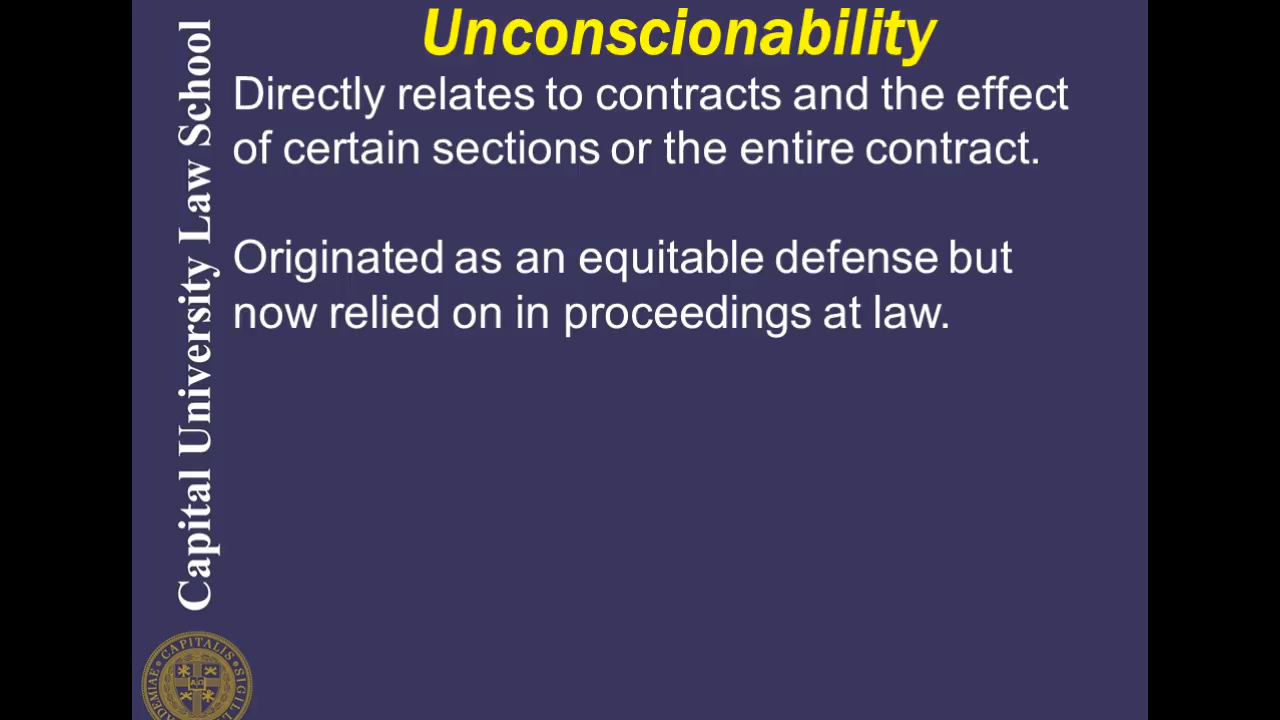 Unconscionability
Directly relates to contracts and the effect
of certain sections or the entire contract.
Originated as an equitable defense but
now relied on in proceedings at law.
Capital University Law School
CAPITALIS